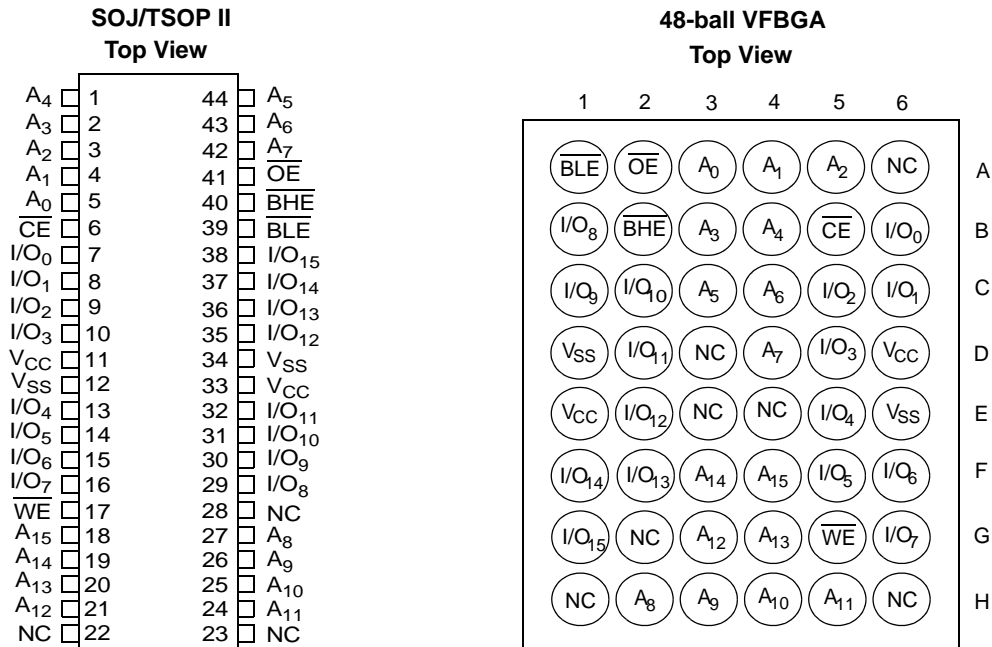 SOJ/TSOP II
Top View
A4 1 44 A5
A3 2 43 A6
A2 3 42 A7
A1 4 41 OE
A0 5 40 BHE
CE 6 39 BLE
I/O0 7 38 I/O15
I/O1 8 37 I/O14
I/O2 9 36 I/O13
I/O3 10 35 I/O12
VCC 11 34 VSS
VSS 12 33 VCC
I/O4 13 32 I/O11
I/O5 14 31 I/O10
I/O6 15 30 I/O9
I/O7 16 29 I/O8
WE 17 28 NC
A15 18 27 A8
A14 19 26 A9
A13 20 25 A10
A12 21 24 A11
NC 22 23 NC
48-ball VFBGA
Top View
1 2 3 4 5 6
BLE OE A0 A1 A2 NC A
I/O8 BHE A3 A4 CE I/O0 B
I/O9 I/O10 A5 A6 I/O2 I/O1 C
VSS I/O11 NC A7 I/O3 VCC D
VCC I/O12 NC NC I/O4 VSS E
I/O14 I/O13 A14 A15 I/O5 I/O6 F
I/O15 NC A12 A13 WE I/O7 G
NC A8 A9 A10 A11 NC H